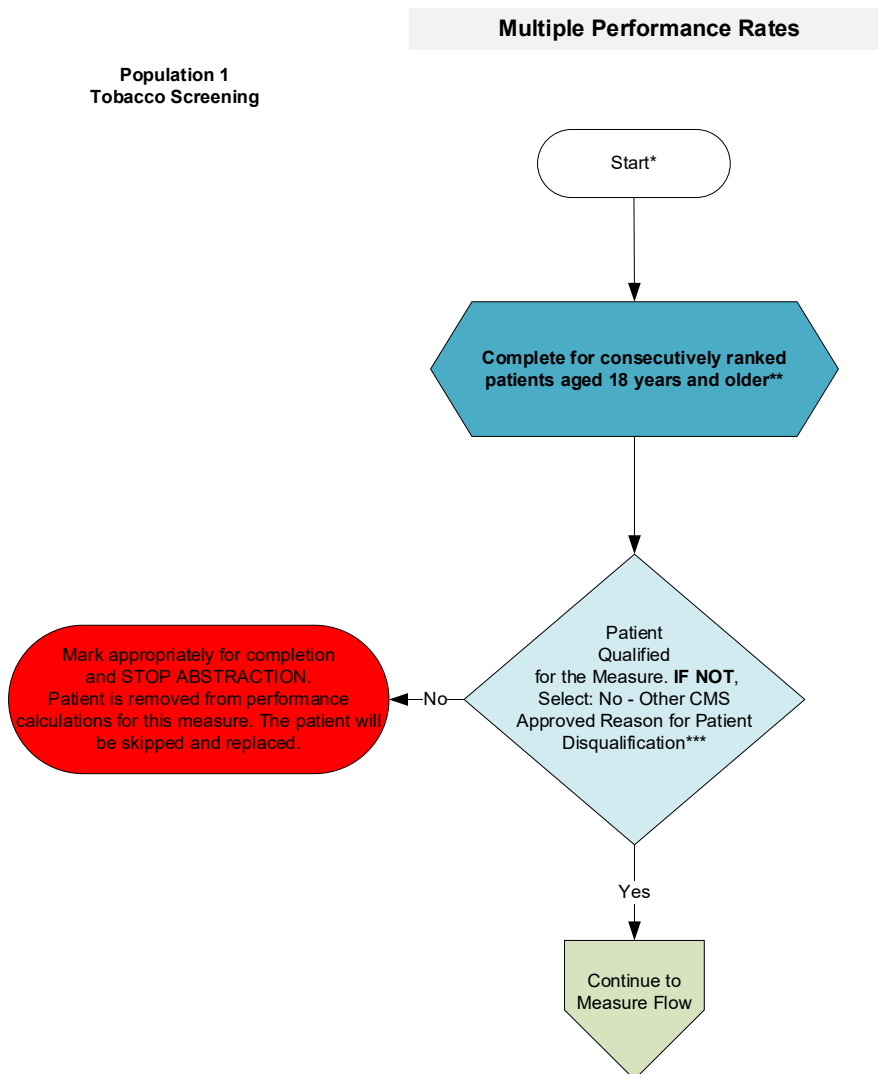 Multiple Performance Rates
Population 1
Tobacco Screening
Start*
Complete for consecutively ranked
patients aged 18 years and older**
Patient
Qualified
for the Measure. IF NOT,
Select: No - Other CMS
Approved Reason for Patient
Disqualification***
No
Mark appropriately for completion
and STOP ABSTRACTION.
Patient is removed from performance
calculations for this measure. The patient will
be skipped and replaced.
Yes
Continue to
Measure Flow